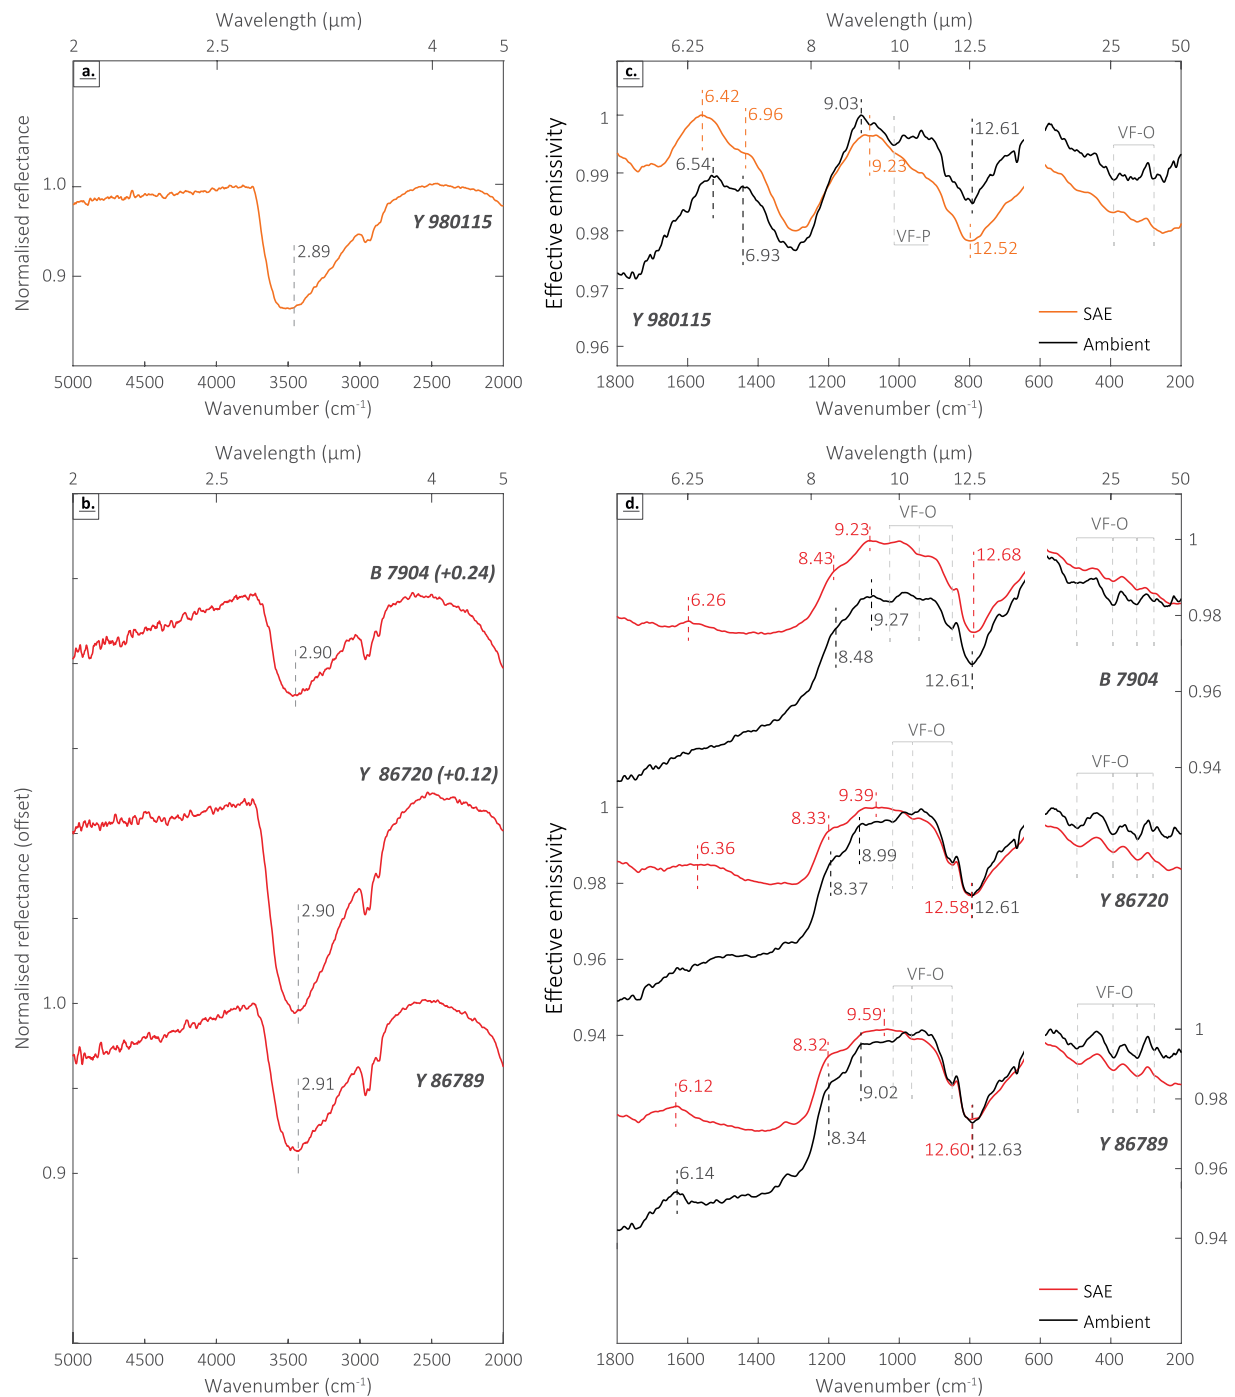 Wavelength (μm)
2 2.5 4 5
a.
Normalised reflectance
1.0
0.9
2.89
Y 980115
5000 4500 4000 3500 3000 2500 2000
Wavenumber (cm-1)
Wavelength (μm)
6.25 8 10 12.5 25 50
c.
Effective emissivity
1
0.99
0.98
0.97
0.96
6.42
6.96
9.03
12.61
VF-O
6.54
9.23
VF-P
6.93
12.52
Y 980115
SAE
Ambient
1800 1600 1400 1200 1000 800 600 400 200
Wavenumber (cm-1)
Wavelength (μm)
2 2.5 4 5
b.
Normalised reflectance (offset)
B 7904 (+0.24)
2.90
Y 86720 (+0.12)
2.90
1.0
Y 86789
2.91
0.9
5000 4500 4000 3500 3000 2500 2000
Wavenumber (cm-1)
Wavelength (μm)
6.25 8 10 12.5 25 50
d.
Effective emissivity
VF-O
VF-O
9.23
8.43
12.68
1
6.26
9.27
0.98
8.48
12.61
B 7904
0.96
VF-O
VF-O
0.94
9.39
1
8.33
6.36
8.99
0.98
8.37
12.58
12.61
Y 86720
0.96
VF-O
VF-O
9.59
0.94
1
8.32
6.12
9.02
0.98
8.34
12.60
12.63
Y 86789
6.14
0.96
0.94
SAE
Ambient
1800 1600 1400 1200 1000 800 600 400 200
Wavenumber (cm-1)